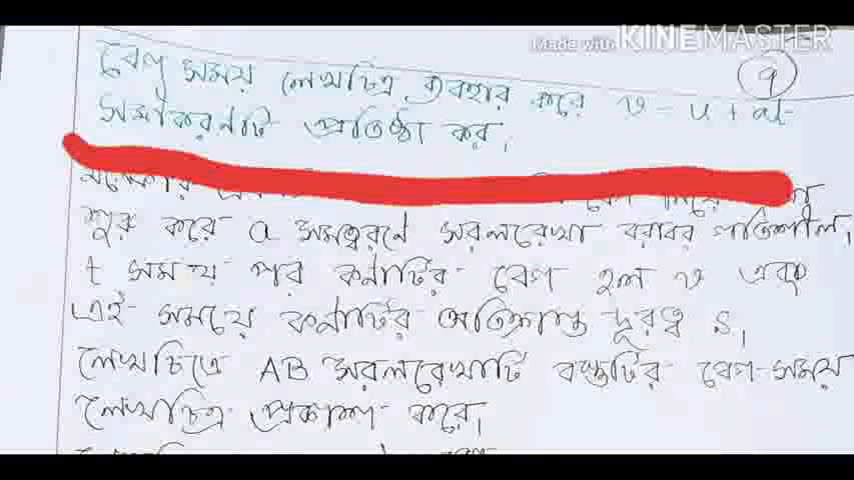 Made with KINEMASTER
9
বেগ সময় লেখচিত্র ব্যবহার করে v = u + at
সমীকরণটি প্রতিষ্ঠা কর।
শুরু করে a সমত্বরণে সরলরেখা বরাবর গতিশীল।
t সময় পর কণাটির বেগ হল v এবং
এই সময়ে কণাটির অতিক্রান্ত দূরত্ব s।
লেখচিত্রে AB সরলরেখাটি বস্তুটির বেগ-সময়
লেখচিত্র প্রকাশ করে।